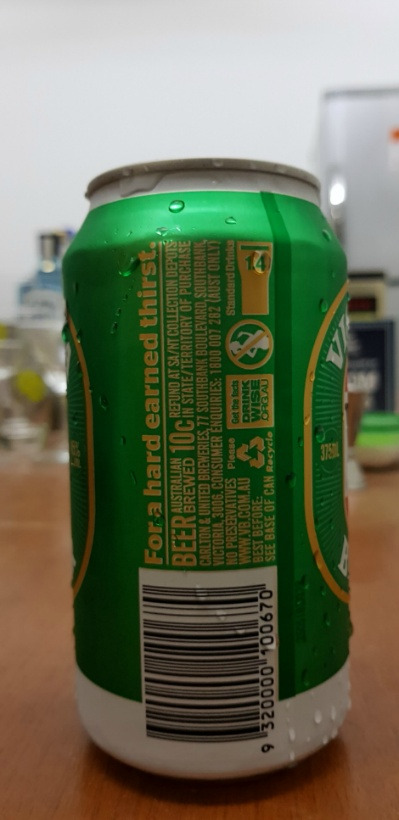 For a hard earned thirst.
BEER AUSTRALIAN BREWED 10c REFUND AT SA/NT COLLECTION DEPOTS IN STATE/TERRITORY OF PURCHASE
CARLTON & UNITED BREWERIES, 77 SOUTHBANK BOULEVARD, SOUTHBANK,
VICTORIA, 3006. CONSUMER ENQUIRIES: 1800 007 282 (AUST ONLY)
NO PRESERVATIVES
WWW.VB.COM.AU
BEST BEFORE:
SEE BASE OF CAN
Please
Recycle
Get the facts
DRINK
WISE
.ORG.AU
Standard Drinks
375mL
9 320000 100670